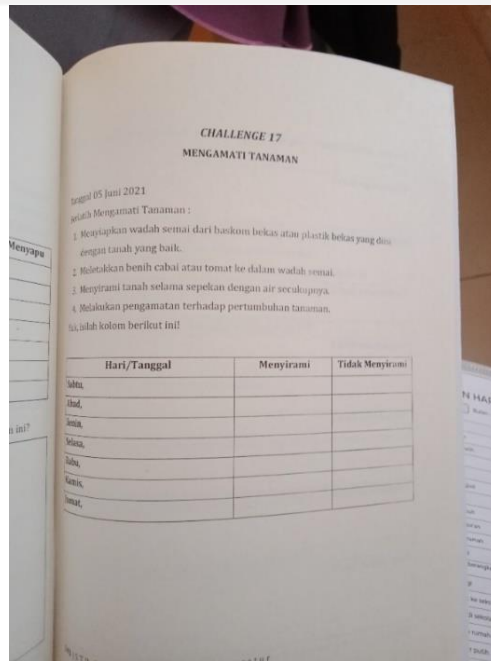 CHALLENGE 17
MENGAMATI TANAMAN
Tanggal 05 Juni 2021
Mengamati Tanaman :
1. Menyiapkan wadah semai dari baskom bekas atau plastik bekas yang
dengan tanah yang baik.
2. Meletakkan benih cabai atau tomat ke dalam wadah semai.
3. Menyirami tanah selama sepekan dengan air secukupnya.
4. Melakukan pengamatan terhadap pertumbuhan tanaman.
isilah kolom berikut ini!
Hari/Tanggal Menyirami Tidak Menyirami
Sabtu,
Ahad,
Senin,
Selasa,
Rabu,
Kamis,
Jumat,
Menyapu
ini?